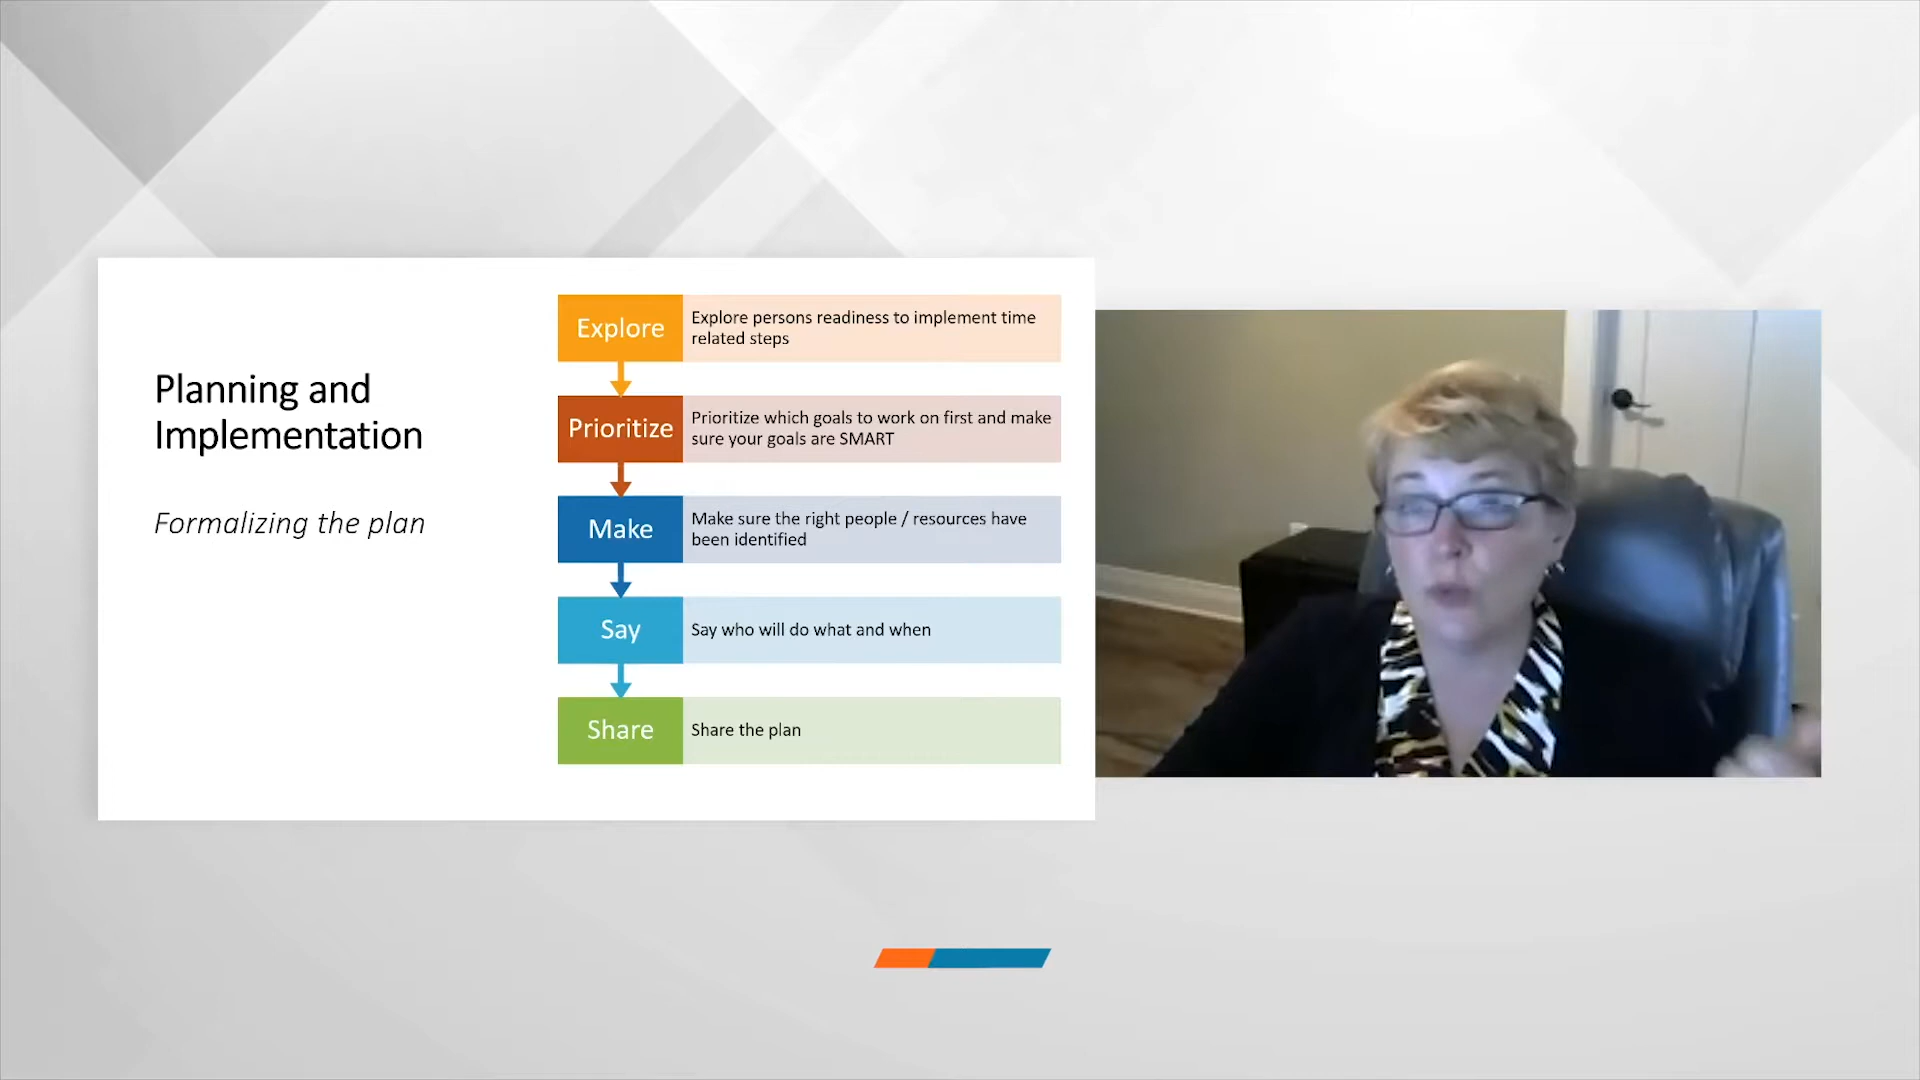 Planning and
Implementation
Formalizing the plan
Explore
Explore persons readiness to implement time
related steps
Prioritize
Prioritize which goals to work on first and make
sure your goals are SMART
Make
Make sure the right people / resources have
been identified
Say
Say who will do what and when
Share
Share the plan